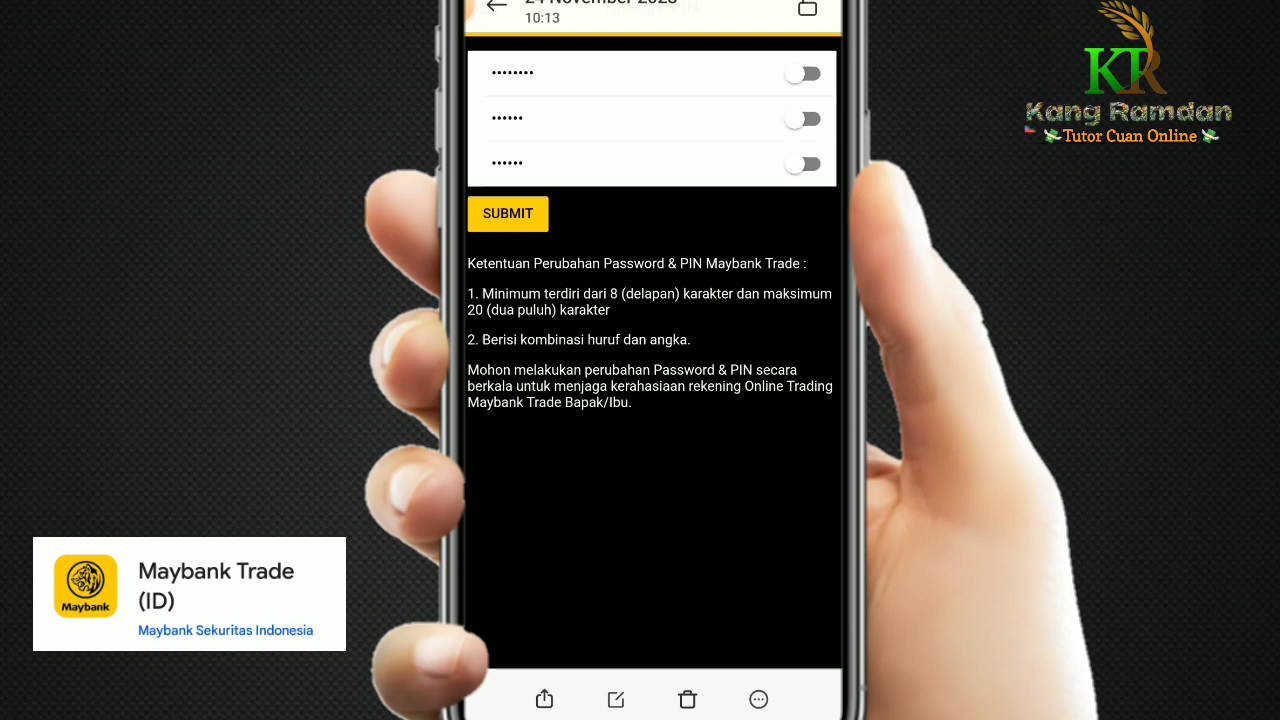 24 November 2023
10:13
KR
Kang Ramdan
Tutor Cuan Online
••••••••
••••••
••••••
SUBMIT
Ketentuan Perubahan Password & PIN Maybank Trade :
1. Minimum terdiri dari 8 (delapan) karakter dan maksimum
20 (dua puluh) karakter
2. Berisi kombinasi huruf dan angka.
Mohon melakukan perubahan Password & PIN secara
berkala untuk menjaga kerahasiaan rekening Online Trading
Maybank Trade Bapak/Ibu.
Maybank
Maybank Trade
(ID)
Maybank Sekuritas Indonesia